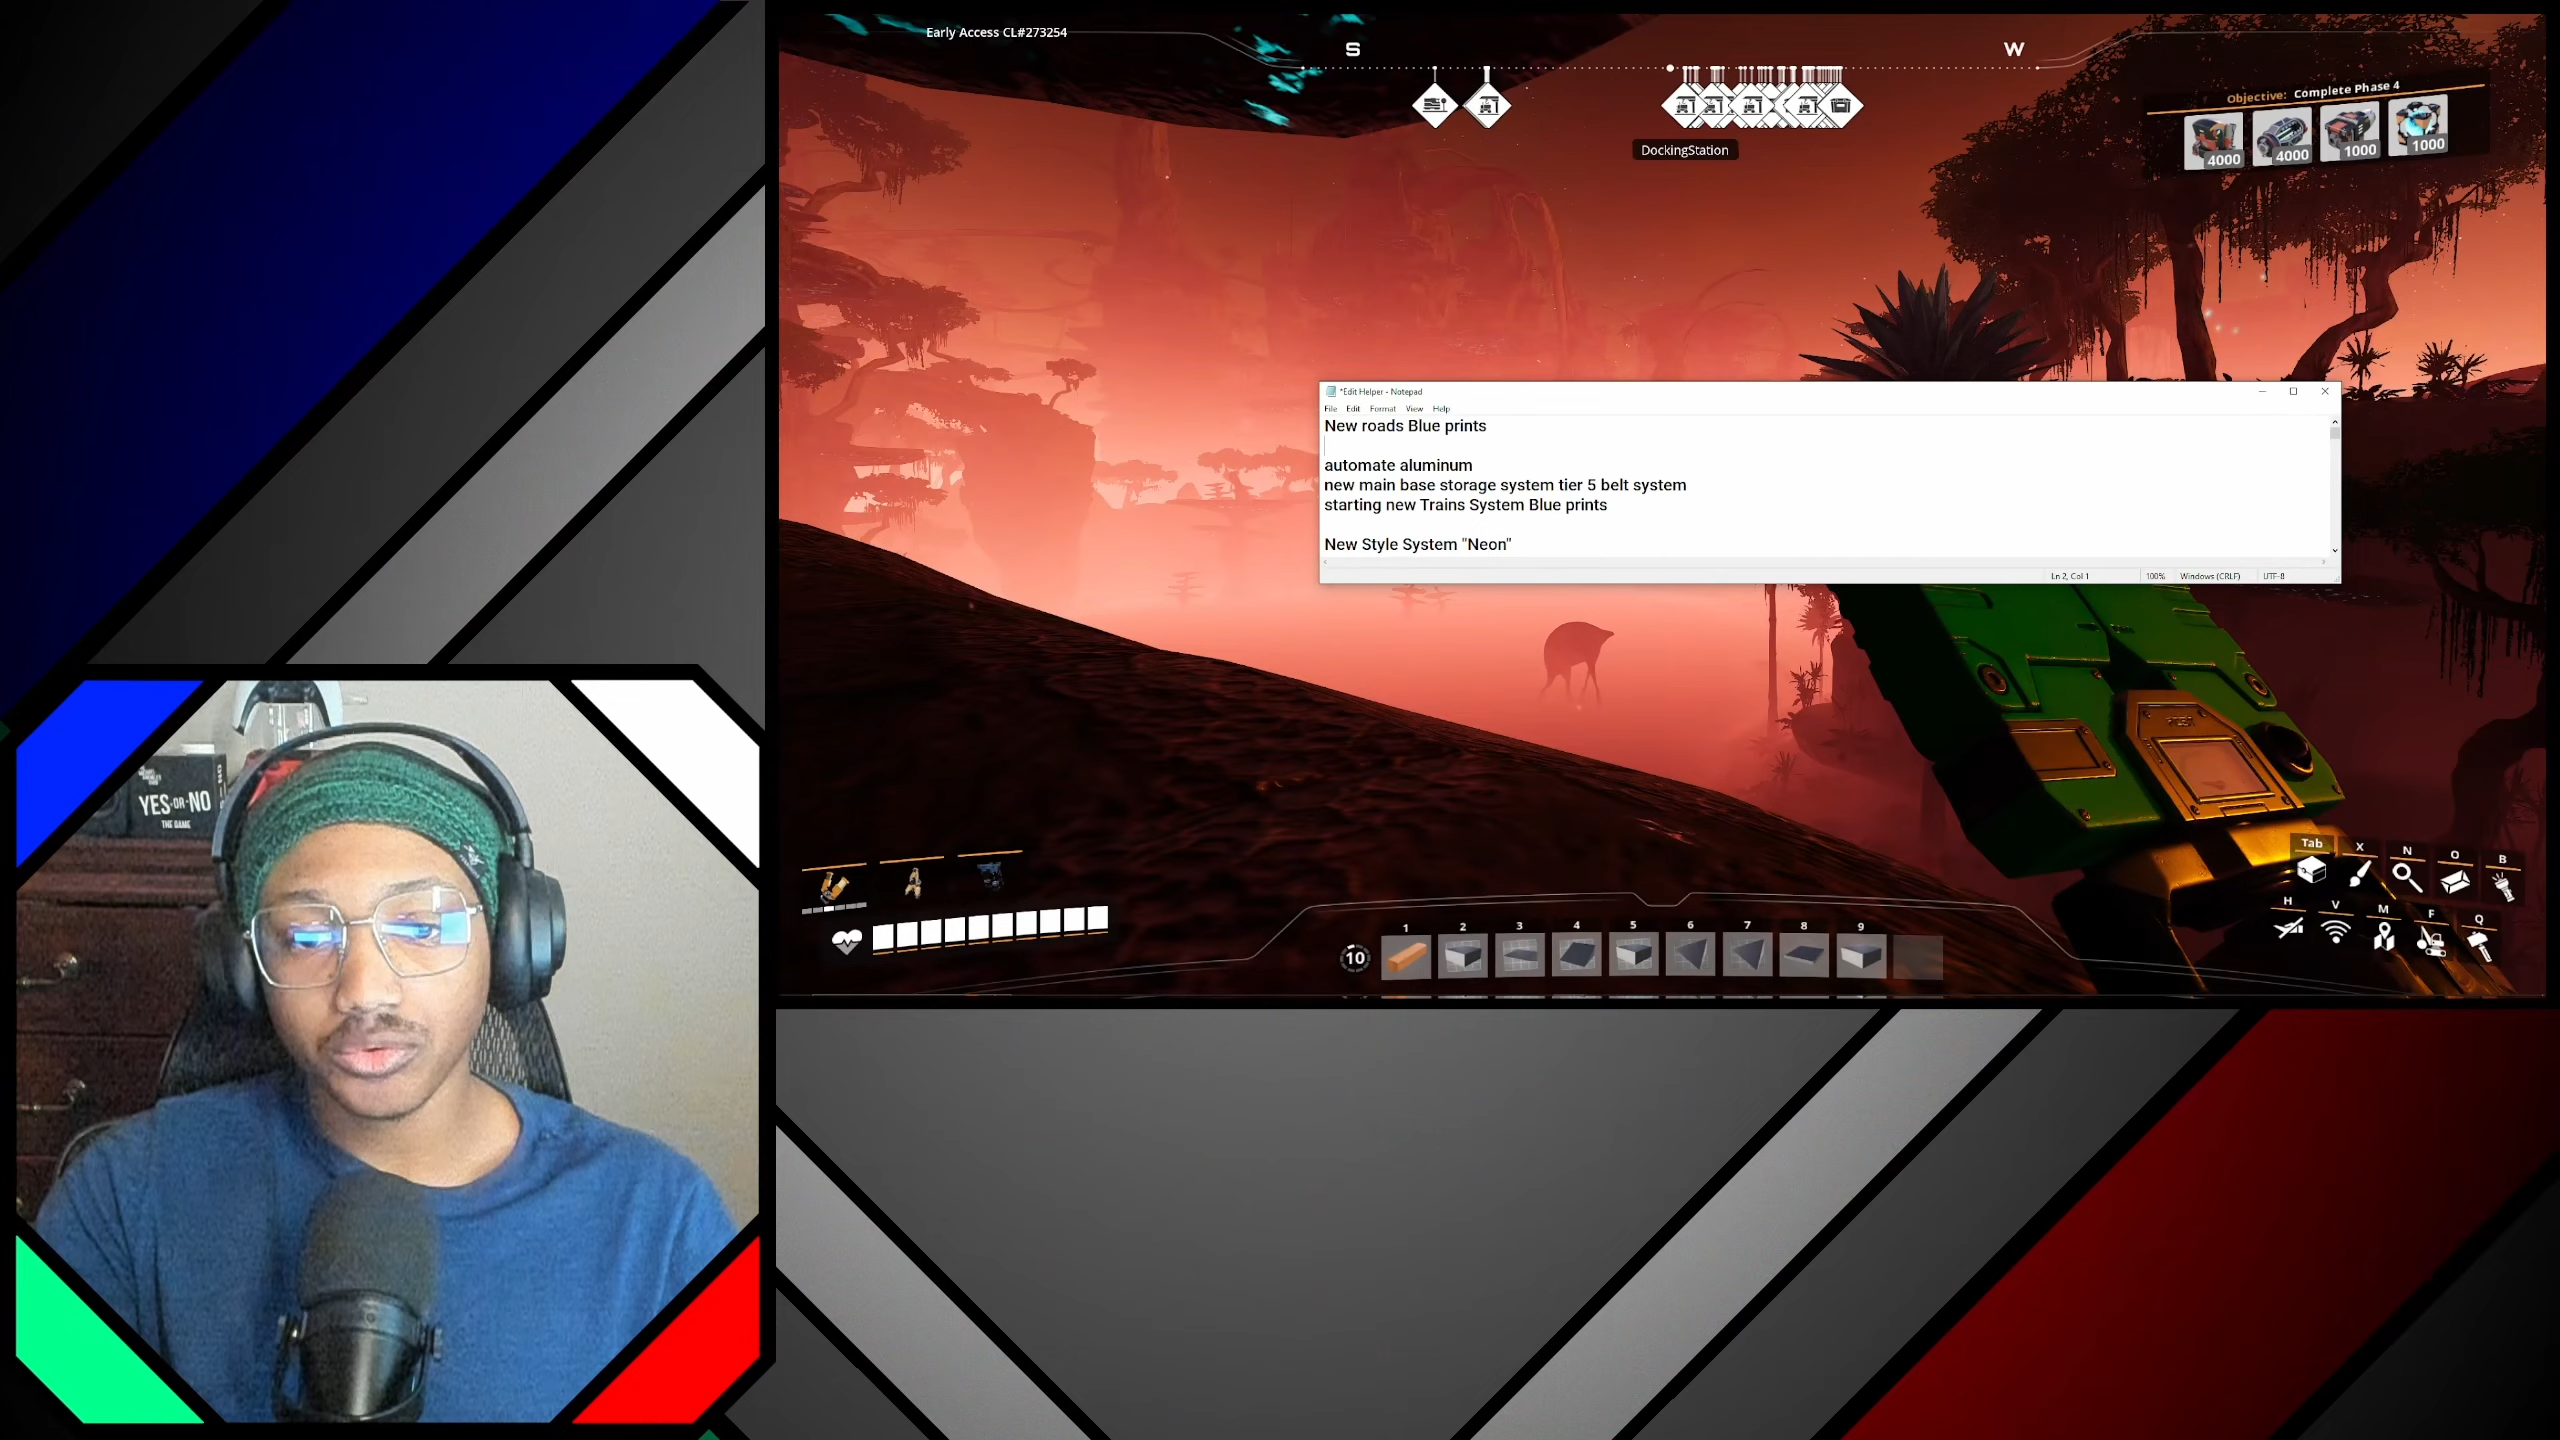 Early Access CL#273254
S
W
DockingStation
Objective: Complete Phase 4
4000
4000
1000
1000
*Edit Helper - Notepad
File Edit Format View Help
New roads Blue prints
automate aluminum
new main base storage system tier 5 belt system
starting new Trains System Blue prints
New Style System "Neon"
Ln 2, Col 1
100%
Windows (CRLF)
UTF-8
YES-OR-NO
THE GAME
Tab X N O B
H V M F Q
1 2 3 4 5 6 7 8 9
10